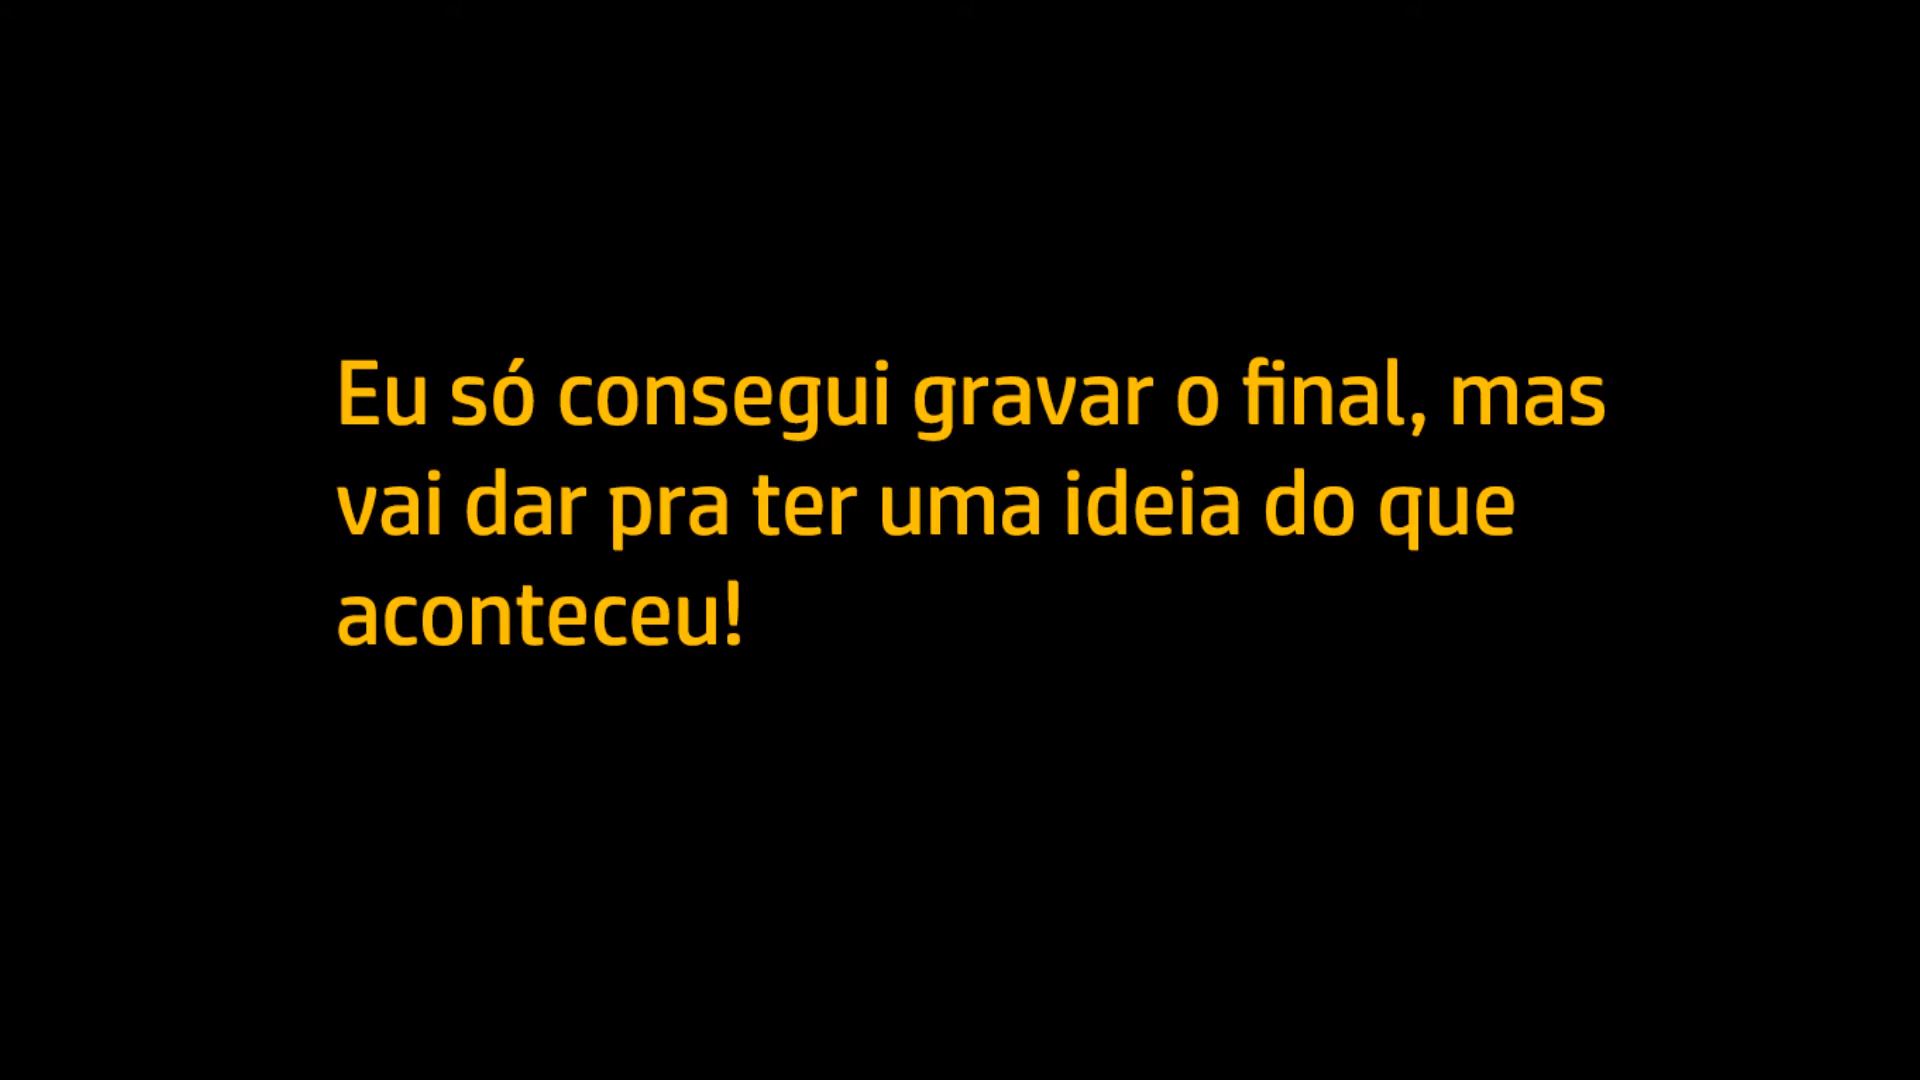 Eu só consegui gravar o final, mas
vai dar pra ter uma ideia do que
aconteceu!